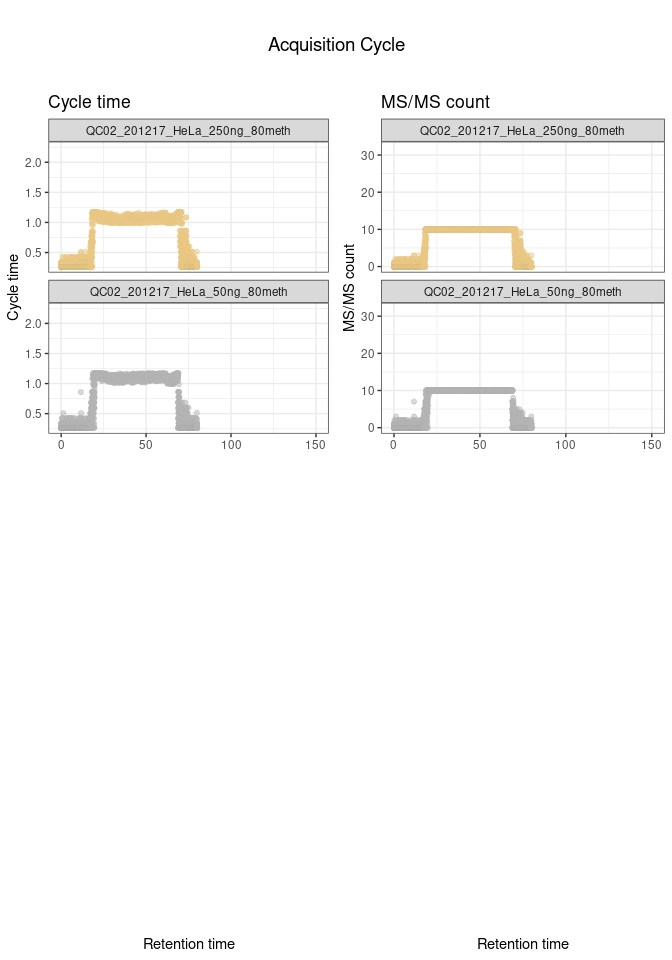 Acquisition Cycle
Cycle time
QC02_201217_HeLa_250ng_80meth
2.0
1.5
1.0
0.5
QC02_201217_HeLa_50ng_80meth
2.0
1.5
1.0
0.5
0 50 100 150
Cycle time
Retention time
MS/MS count
QC02_201217_HeLa_250ng_80meth
30
20
10
0
QC02_201217_HeLa_50ng_80meth
30
20
10
0
0 50 100 150
MS/MS count
Retention time